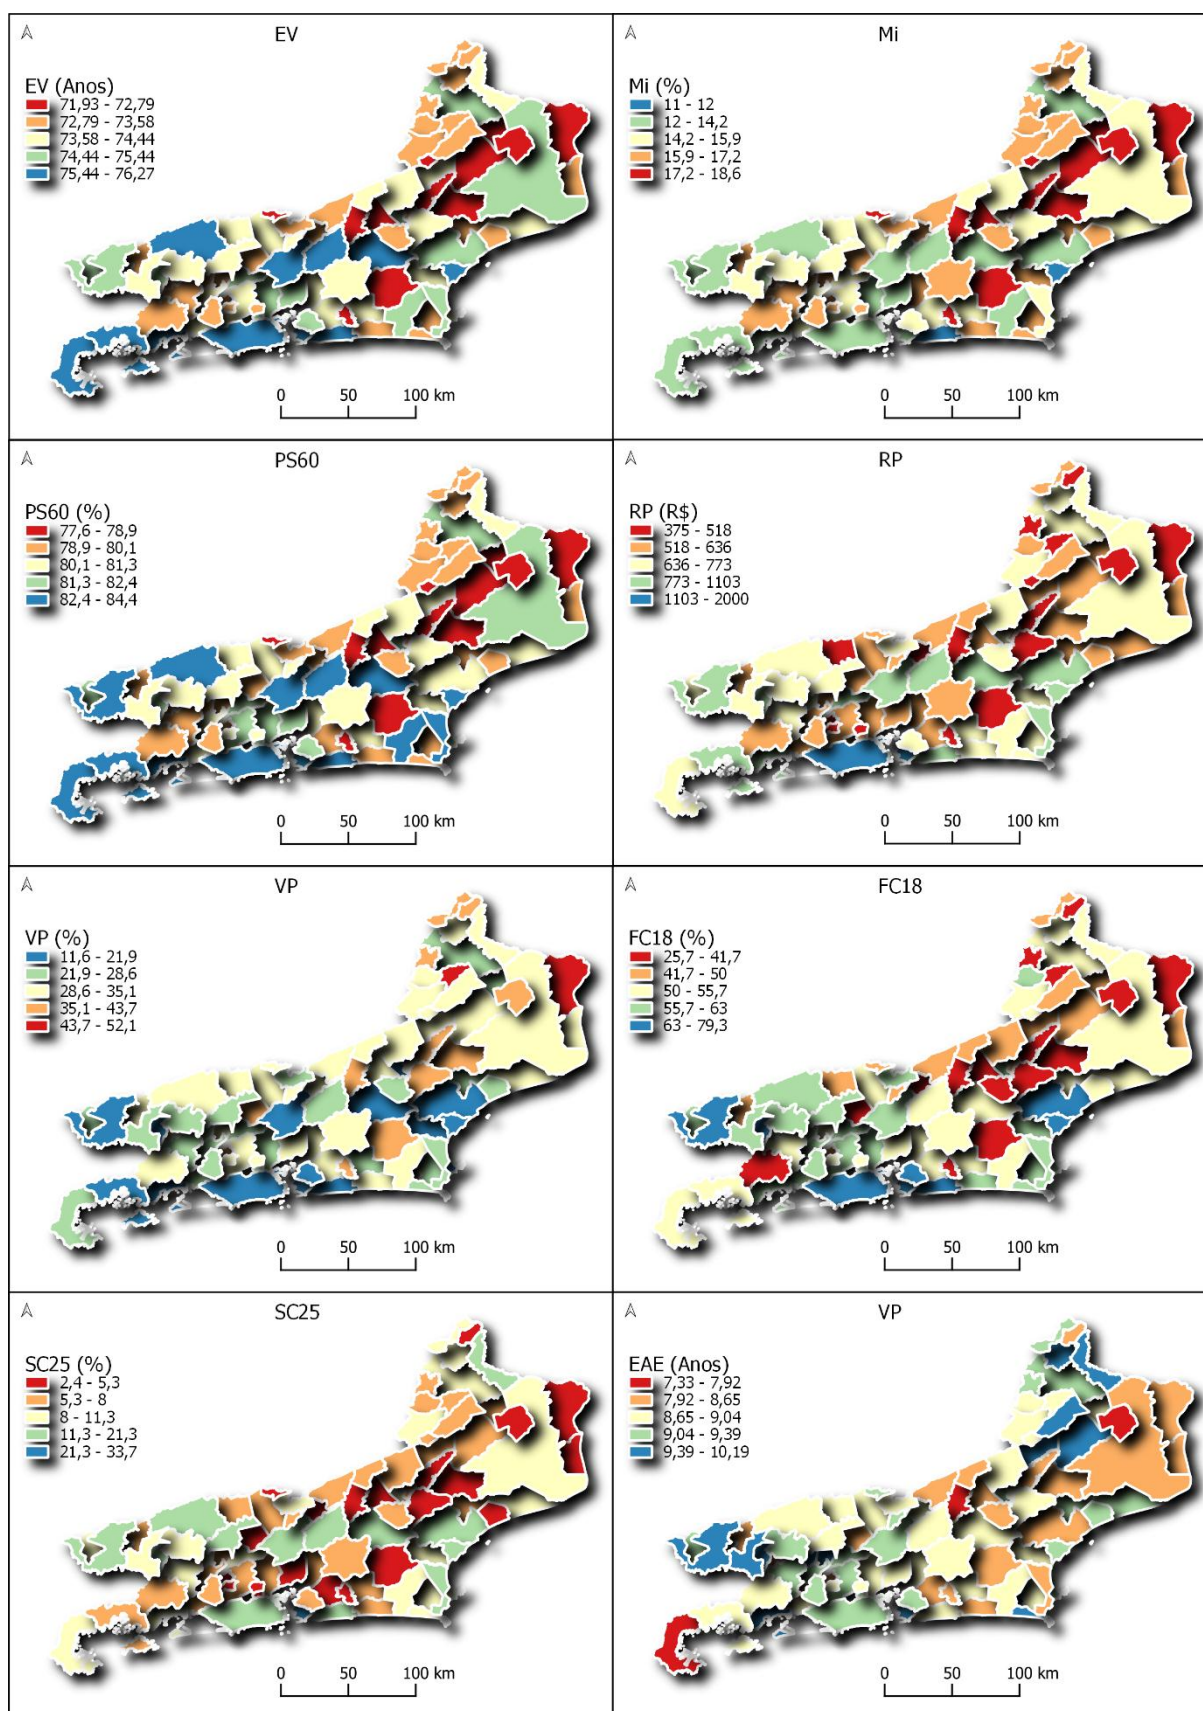 EV
EV (Anos)
71,93 - 72,79
72,79 - 73,58
73,58 - 74,44
74,44 - 75,44
75,44 - 76,27
0 50 100 km
Mi
Mi (%)
11 - 12
12 - 14,2
14,2 - 15,9
15,9 - 17,2
17,2 - 18,6
0 50 100 km
PS60
PS60 (%)
77,6 - 78,9
78,9 - 80,1
80,1 - 81,3
81,3 - 82,4
82,4 - 84,4
0 50 100 km
RP
RP (R$)
375 - 518
518 - 636
636 - 773
773 - 1103
1103 - 2000
0 50 100 km
VP
VP (%)
11,6 - 21,9
21,9 - 28,6
28,6 - 35,1
35,1 - 43,7
43,7 - 52,1
0 50 100 km
FC18
FC18 (%)
25,7 - 41,7
41,7 - 50
50 - 55,7
55,7 - 63
63 - 79,3
0 50 100 km
SC25
SC25 (%)
2,4 - 5,3
5,3 - 8
8 - 11,3
11,3 - 21,3
21,3 - 33,7
0 50 100 km
VP
EAE (Anos)
7,33 - 7,92
7,92 - 8,65
8,65 - 9,04
9,04 - 9,39
9,39 - 10,19
0 50 100 km